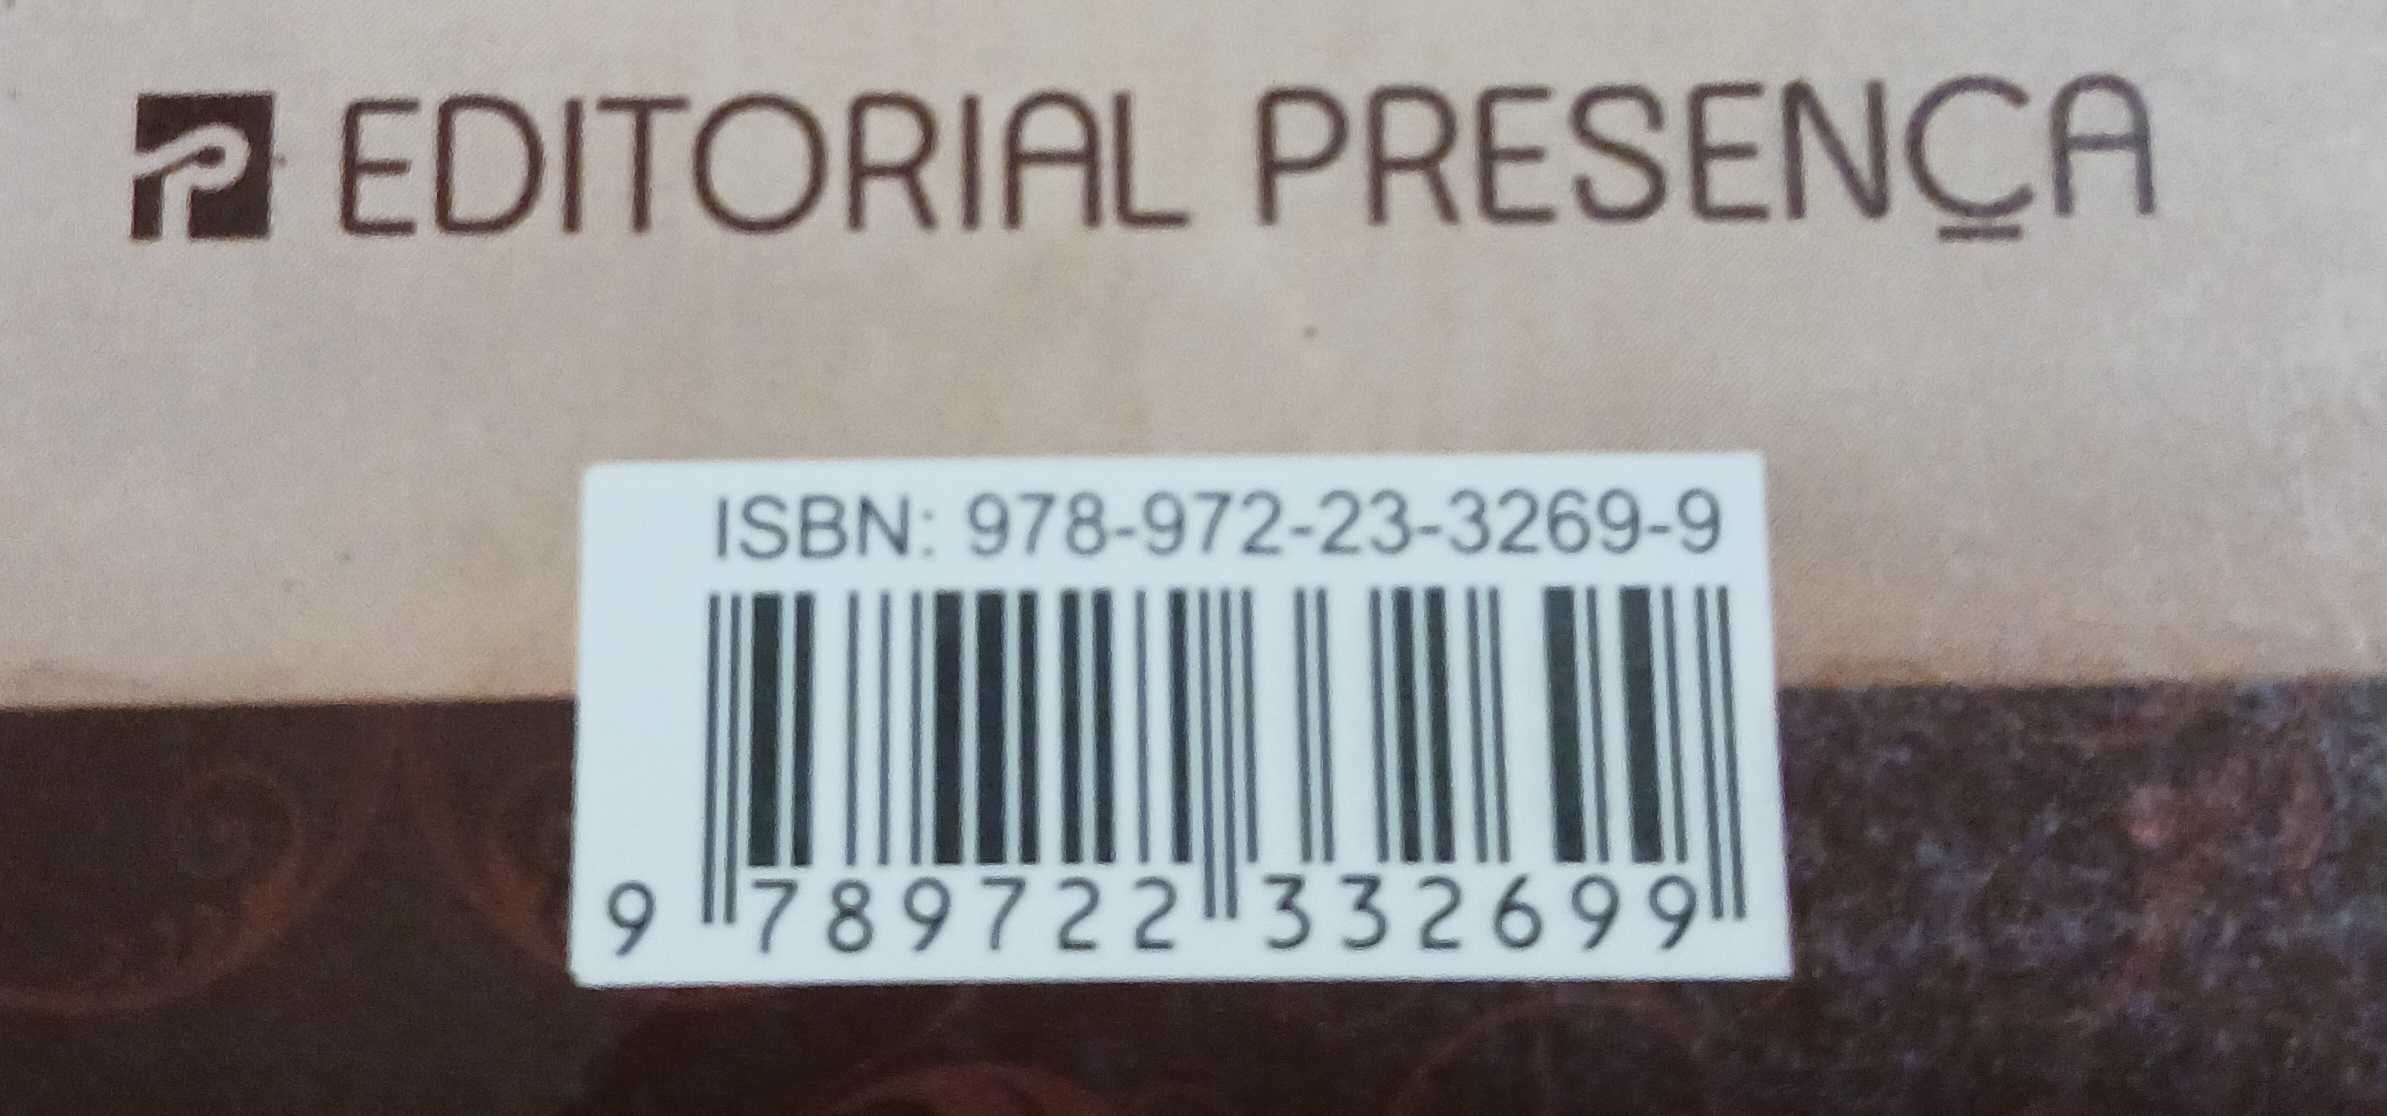 EDITORIAL PRESENÇA
ISBN: 978-972-23-3269-9
9 789722 332699